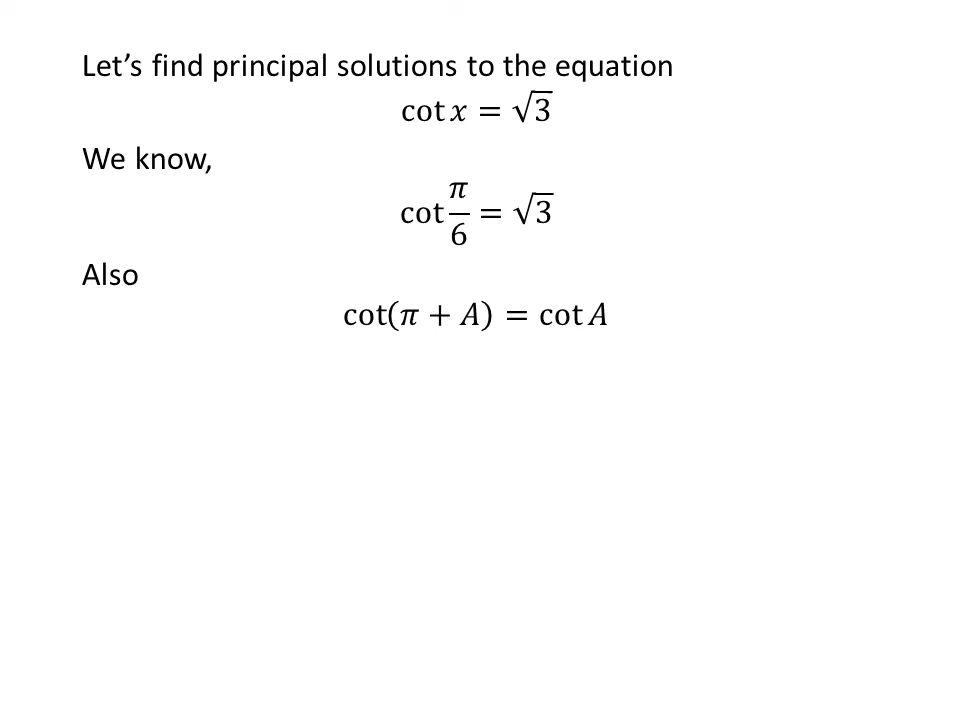 Let’s find principal solutions to the equation
cot 𝑥 = √3
We know,
cot 𝜋/6 = √3
Also
cot(𝜋 + 𝐴) = cot 𝐴